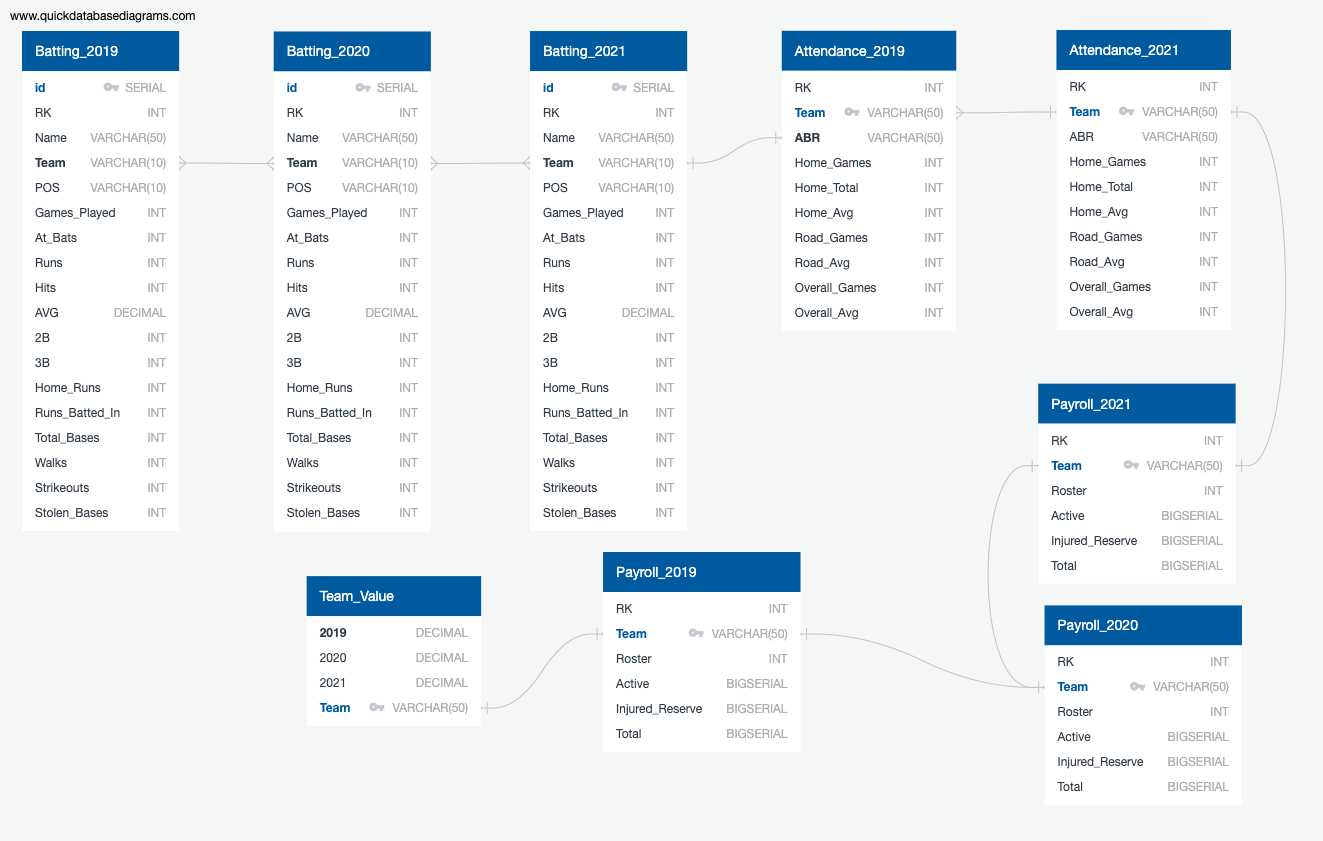 www.quickdatabasediagrams.com
Batting_2019
id SERIAL
RK INT
Name VARCHAR(50)
Team VARCHAR(10)
POS VARCHAR(10)
Games_Played INT
At_Bats INT
Runs INT
Hits INT
AVG DECIMAL
2B INT
3B INT
Home_Runs INT
Runs_Batted_In INT
Total_Bases INT
Walks INT
Strikeouts INT
Stolen_Bases INT
Batting_2020
id SERIAL
RK INT
Name VARCHAR(50)
Team VARCHAR(10)
POS VARCHAR(10)
Games_Played INT
At_Bats INT
Runs INT
Hits INT
AVG DECIMAL
2B INT
3B INT
Home_Runs INT
Runs_Batted_In INT
Total_Bases INT
Walks INT
Strikeouts INT
Stolen_Bases INT
Batting_2021
id SERIAL
RK INT
Name VARCHAR(50)
Team VARCHAR(10)
POS VARCHAR(10)
Games_Played INT
At_Bats INT
Runs INT
Hits INT
AVG DECIMAL
2B INT
3B INT
Home_Runs INT
Runs_Batted_In INT
Total_Bases INT
Walks INT
Strikeouts INT
Stolen_Bases INT
Attendance_2019
RK INT
Team VARCHAR(50)
ABR VARCHAR(50)
Home_Games INT
Home_Total INT
Home_Avg INT
Road_Games INT
Road_Avg INT
Overall_Games INT
Overall_Avg INT
Attendance_2021
RK INT
Team VARCHAR(50)
ABR VARCHAR(50)
Home_Games INT
Home_Total INT
Home_Avg INT
Road_Games INT
Road_Avg INT
Overall_Games INT
Overall_Avg INT
Payroll_2021
RK INT
Team VARCHAR(50)
Roster INT
Active BIGSERIAL
Injured_Reserve BIGSERIAL
Total BIGSERIAL
Team_Value
2019 DECIMAL
2020 DECIMAL
2021 DECIMAL
Team VARCHAR(50)
Payroll_2019
RK INT
Team VARCHAR(50)
Roster INT
Active BIGSERIAL
Injured_Reserve BIGSERIAL
Total BIGSERIAL
Payroll_2020
RK INT
Team VARCHAR(50)
Roster INT
Active BIGSERIAL
Injured_Reserve BIGSERIAL
Total BIGSERIAL